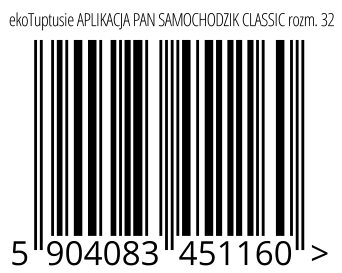 ekoTuptusie APLIKACJA PAN SAMOCHODZIK CLASSIC rozm. 32
5 904083 451160 >